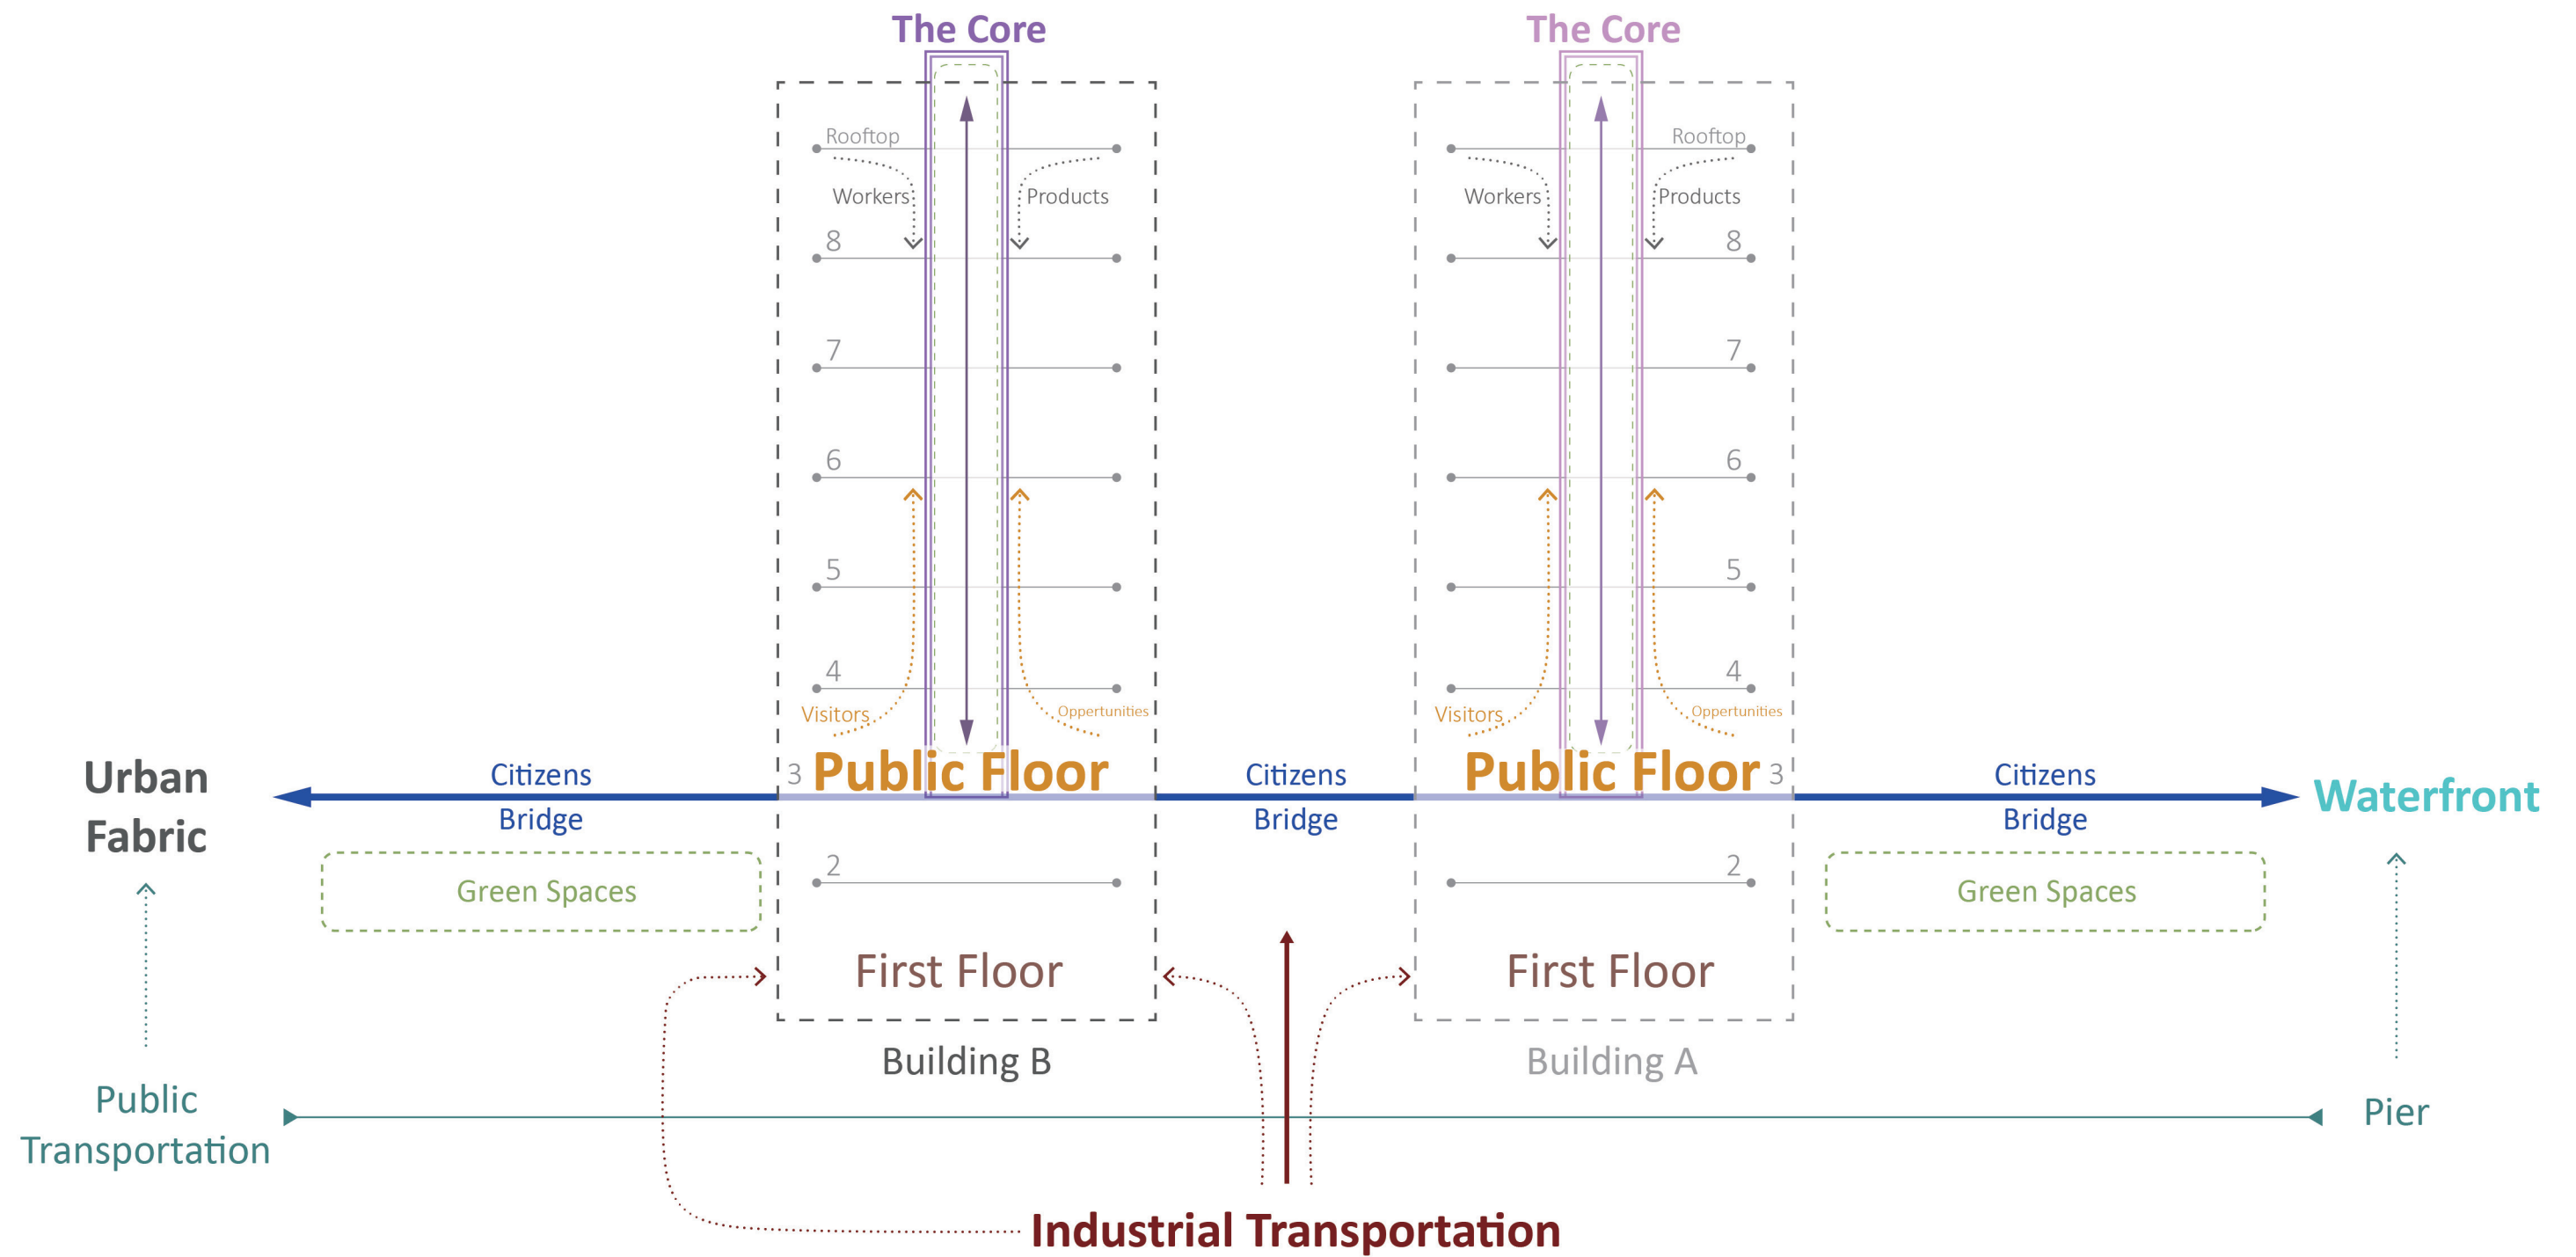 The Core
The Core
Rooftop
Rooftop
Workers
Products
Workers
Products
8
8
7
7
6
6
5
5
4
4
Visitors
Oppertunities
Visitors
Oppertunities
Urban
Fabric
Citizens
Bridge
3 Public Floor
Citizens
Bridge
Public Floor 3
Citizens
Bridge
Waterfront
Green Spaces
2
2
Green Spaces
First Floor
First Floor
Building B
Building A
Public
Transportation
Pier
Industrial Transportation